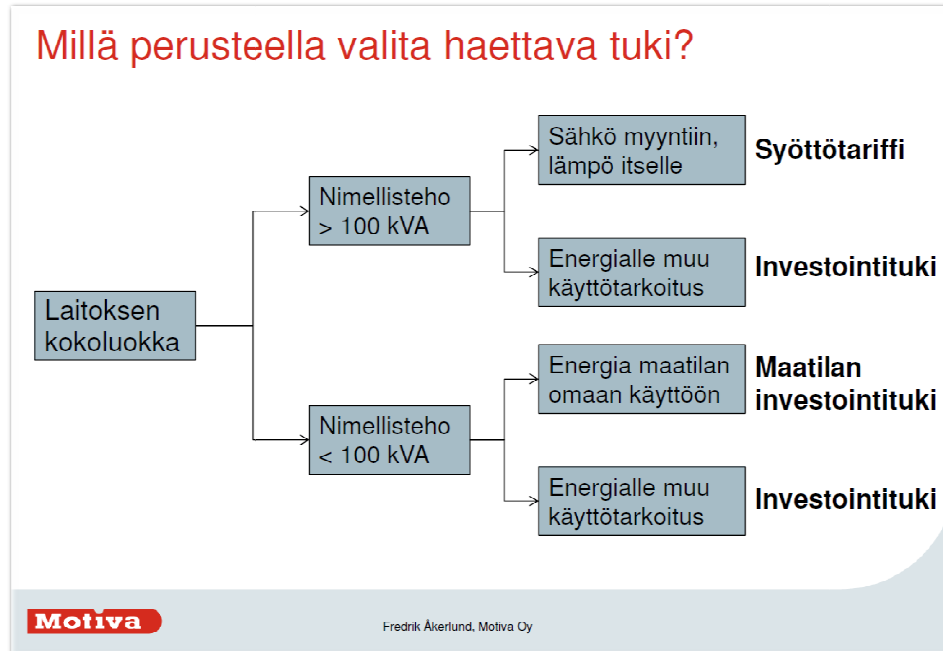 Millä perusteella valita haettava tuki?
Laitoksen
kokoluokka
Nimellisteho
> 100 kVA
Sähkö myyntiin,
lämpö itselle
Syöttötariffi
Energialle muu
käyttötarkoitus
Investointituki
Nimellisteho
< 100 kVA
Energia maatilan
omaan käyttöön
Maatilan
investointituki
Energialle muu
käyttötarkoitus
Investointituki
Motiva
Fredrik Åkerlund, Motiva Oy